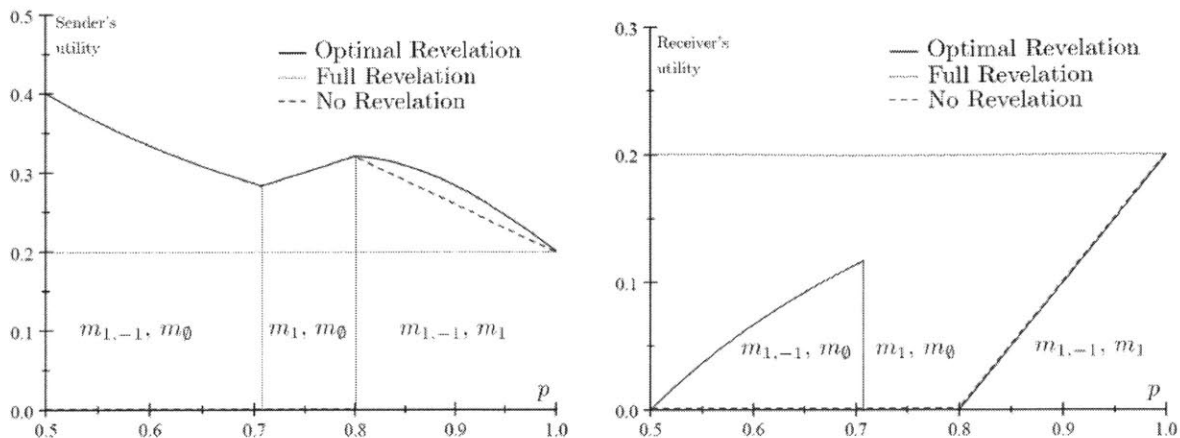 0.5
Sender's
utility
Optimal Revelation
Full Revelation
No Revelation
0.4
0.3
0.2
0.1
0.0
m₁,₋₁, m∅
m₁, m∅
m₁,₋₁, m₁
p
0.5 0.6 0.7 0.8 0.9 1.0
0.3
Receiver's
utility
Optimal Revelation
Full Revelation
No Revelation
0.2
0.1
0.0
m₁,₋₁, m∅
m₁, m∅
m₁,₋₁, m₁
p
0.5 0.6 0.7 0.8 0.9 1.0